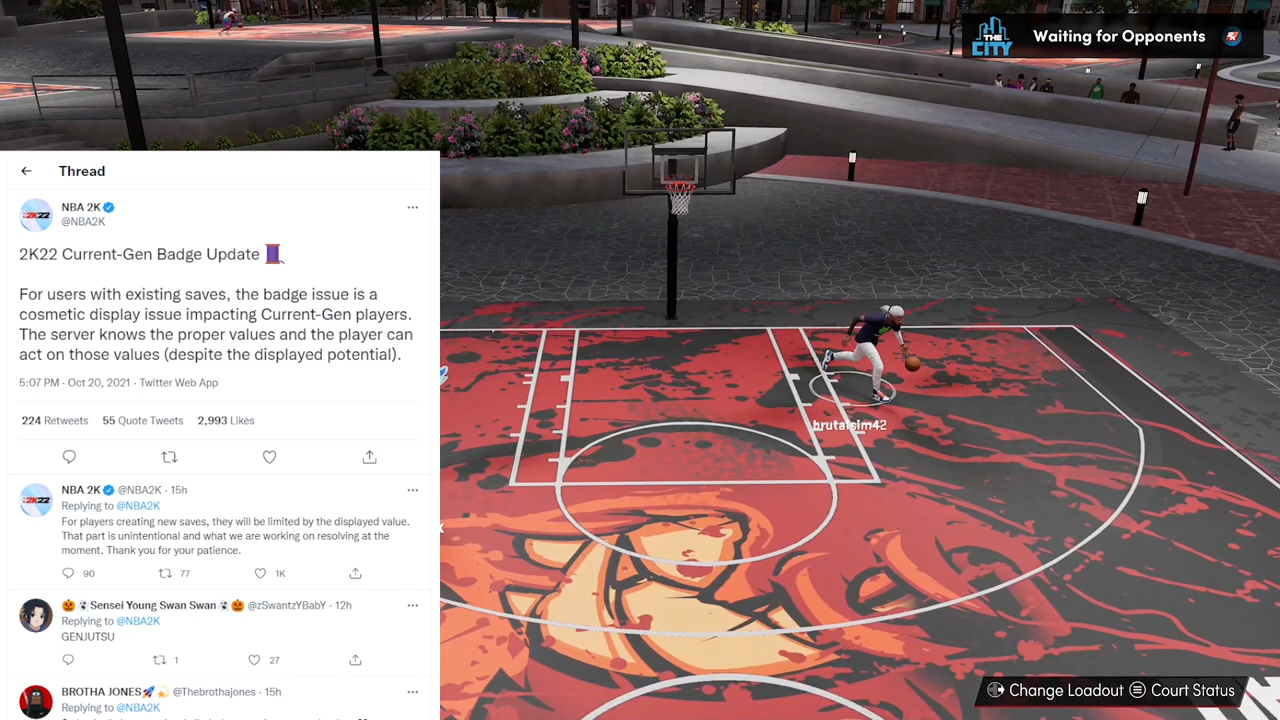 THE
CITY
Waiting for Opponents
Thread
NBA 2K
@NBA2K
2K22 Current-Gen Badge Update 🧵
For users with existing saves, the badge issue is a
cosmetic display issue impacting Current-Gen players.
The server knows the proper values and the player can
act on those values (despite the displayed potential).
5:07 PM · Oct 20, 2021 · Twitter Web App
224 Retweets 55 Quote Tweets 2,993 Likes
NBA 2K @NBA2K · 15h
Replying to @NBA2K
For players creating new saves, they will be limited by the displayed value.
That part is unintentional and what we are working on resolving at the
moment. Thank you for your patience.
90 77 1K
🎃 Sensei Young Swan Swan 🎃 @zSwantzYBabY · 12h
Replying to @NBA2K
GENJUTSU
1 27
BROTHA JONES🚀💫 @Thebrothajones · 15h
Replying to @NBA2K
brutalsim42
Change Loadout Court Status